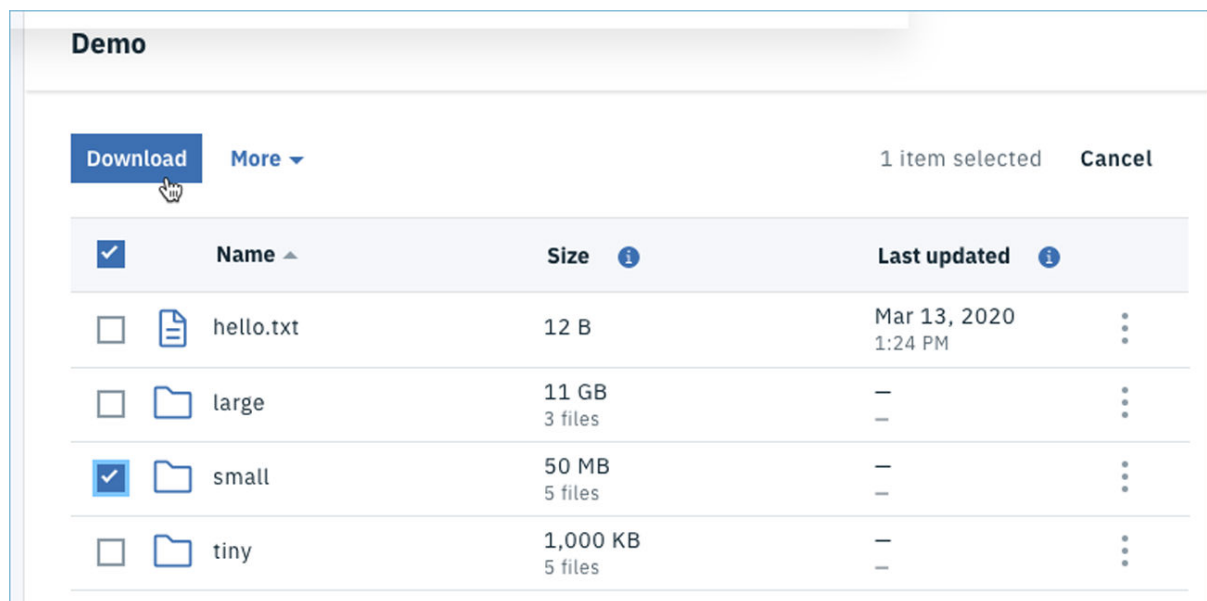 Demo
Download More 1 item selected Cancel
Name Size Last updated
hello.txt 12 B Mar 13, 2020
1:24 PM
large 11 GB —
3 files –
small 50 MB —
5 files –
tiny 1,000 KB —
5 files –